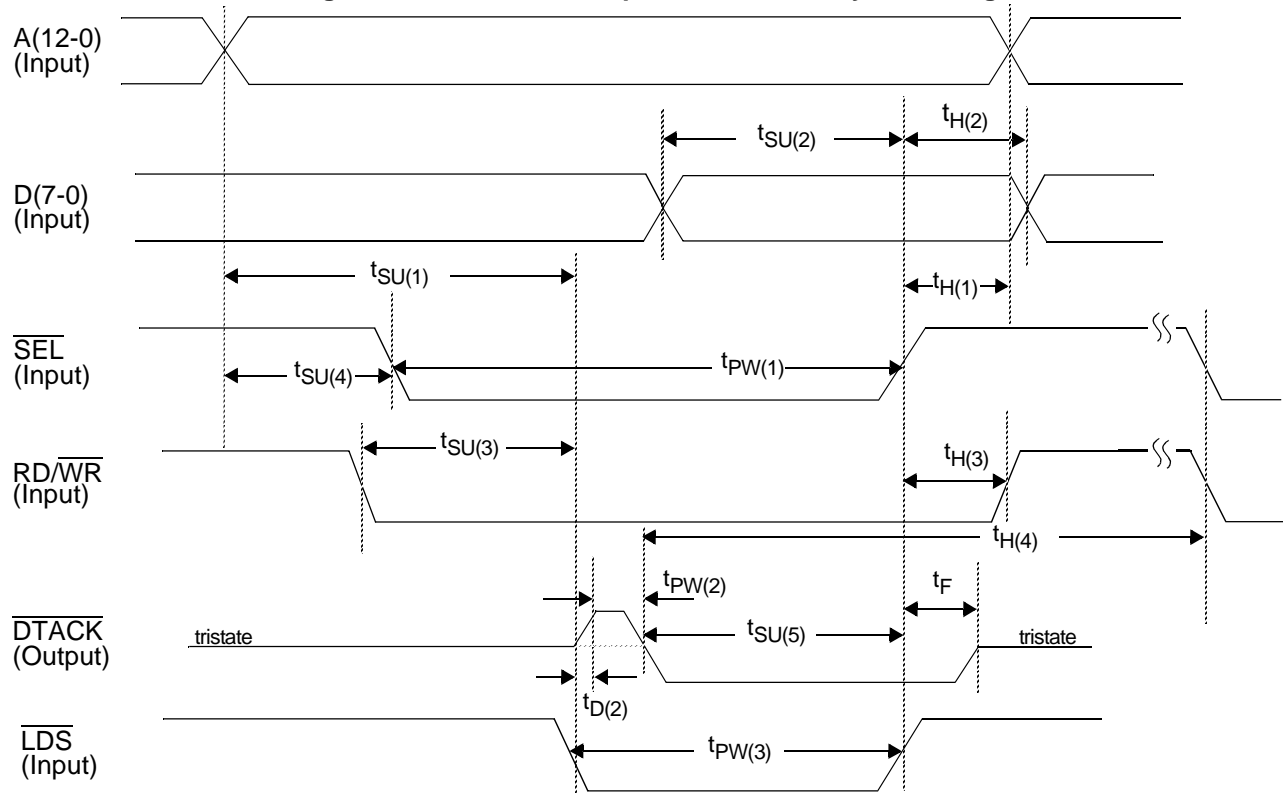 A(12-0)
(Input)
tH(2)
tSU(2)
D(7-0)
(Input)
tSU(1)
tH(1)
SEL
(Input)
tPW(1)
tSU(4)
tSU(3)
RD/WR
(Input)
tH(3)
tH(4)
tPW(2)
tF
DTACK
(Output)
tristate
tSU(5)
tristate
tD(2)
LDS
(Input)
tPW(3)